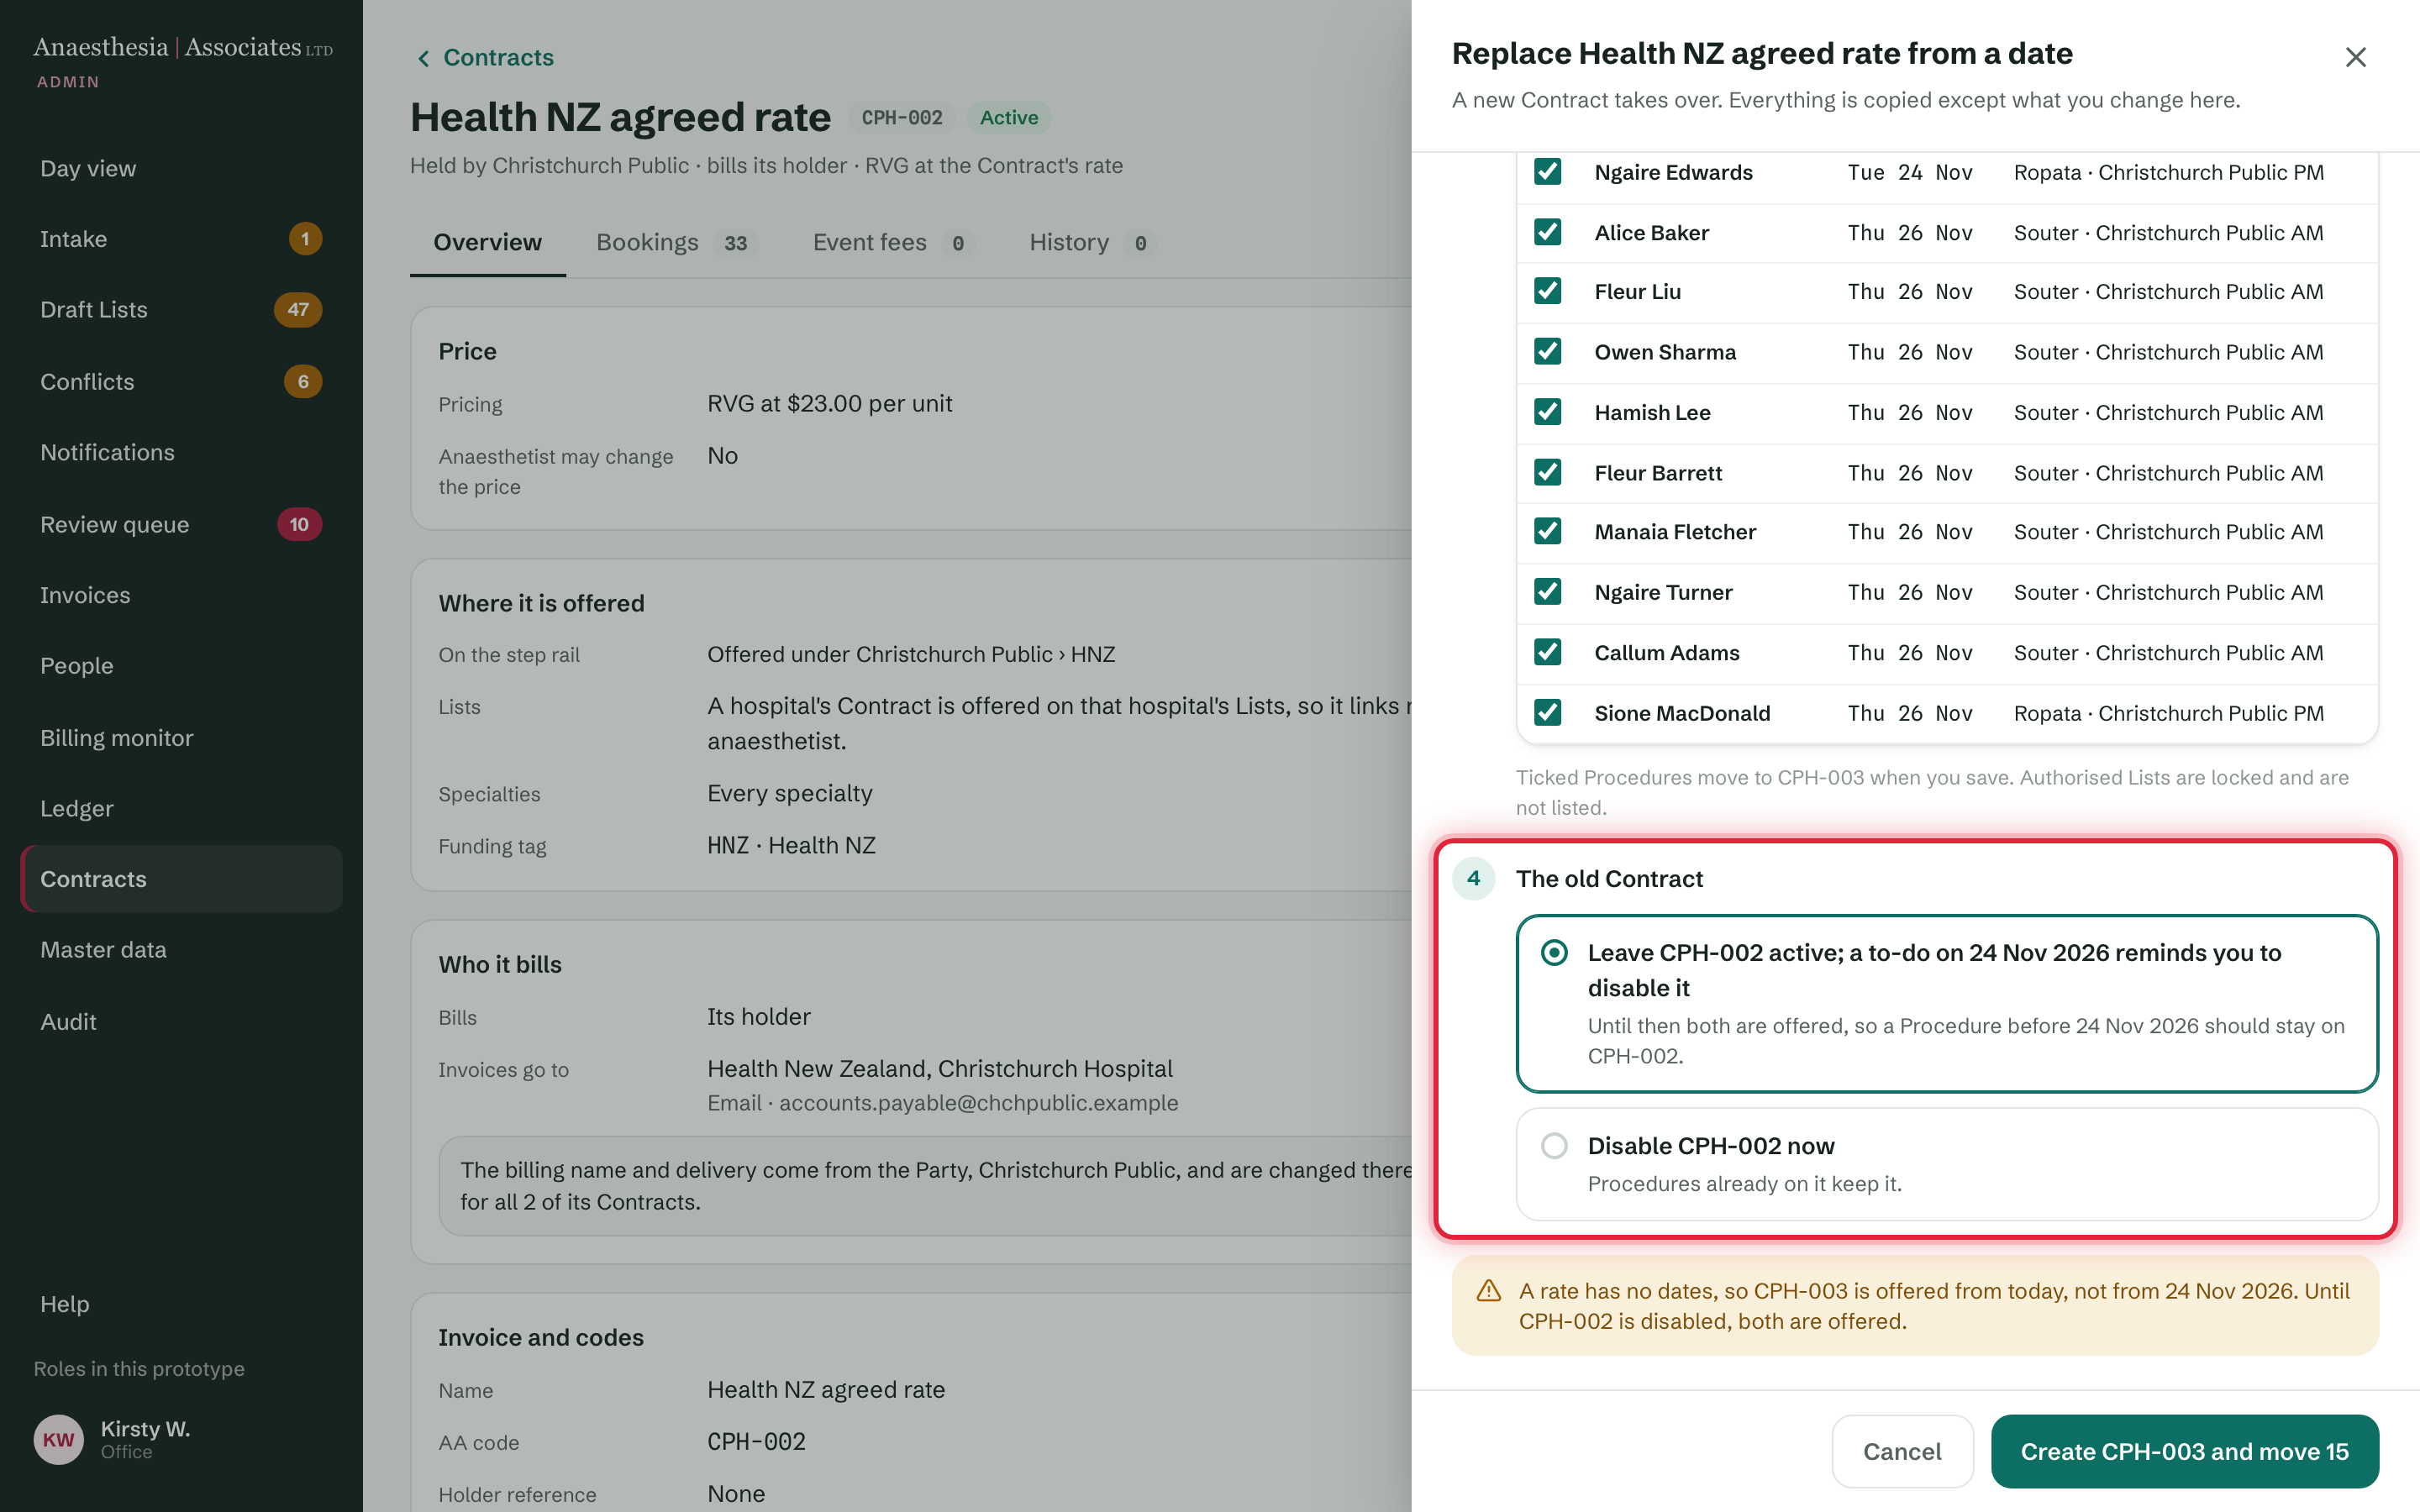 Anaesthesia | Associates LTD
ADMIN
Day view
Intake 1
Draft Lists 47
Conflicts 6
Notifications
Review queue 10
Invoices
People
Billing monitor
Ledger
Contracts
Master data
Audit
Help
Roles in this prototype
KW Kirsty W.
Office
Contracts
Health NZ agreed rate CPH-002 Active
Held by Christchurch Public · bills its holder · RVG at the Contract's rate
Overview Bookings 33 Event fees 0 History 0
Price
Pricing RVG at $23.00 per unit
Anaesthetist may change No
the price
Where it is offered
On the step rail Offered under Christchurch Public › HNZ
Lists A hospital's Contract is offered on that hospital's Lists, so it links
anaesthetist.
Specialties Every specialty
Funding tag HNZ · Health NZ
Who it bills
Bills Its holder
Invoices go to Health New Zealand, Christchurch Hospital
Email · accounts.payable@chchpublic.example
The billing name and delivery come from the Party, Christchurch Public, and are changed there
for all 2 of its Contracts.
Invoice and codes
Name Health NZ agreed rate
AA code CPH-002
Holder reference None
Replace Health NZ agreed rate from a date
A new Contract takes over. Everything is copied except what you change here.
Ngaire Edwards Tue 24 Nov Ropata · Christchurch Public PM
Alice Baker Thu 26 Nov Souter · Christchurch Public AM
Fleur Liu Thu 26 Nov Souter · Christchurch Public AM
Owen Sharma Thu 26 Nov Souter · Christchurch Public AM
Hamish Lee Thu 26 Nov Souter · Christchurch Public AM
Fleur Barrett Thu 26 Nov Souter · Christchurch Public AM
Manaia Fletcher Thu 26 Nov Souter · Christchurch Public AM
Ngaire Turner Thu 26 Nov Souter · Christchurch Public AM
Callum Adams Thu 26 Nov Souter · Christchurch Public AM
Sione MacDonald Thu 26 Nov Ropata · Christchurch Public PM
Ticked Procedures move to CPH-003 when you save. Authorised Lists are locked and are
not listed.
4 The old Contract
Leave CPH-002 active; a to-do on 24 Nov 2026 reminds you to
disable it
Until then both are offered, so a Procedure before 24 Nov 2026 should stay on
CPH-002.
Disable CPH-002 now
Procedures already on it keep it.
A rate has no dates, so CPH-003 is offered from today, not from 24 Nov 2026. Until
CPH-002 is disabled, both are offered.
Cancel Create CPH-003 and move 15